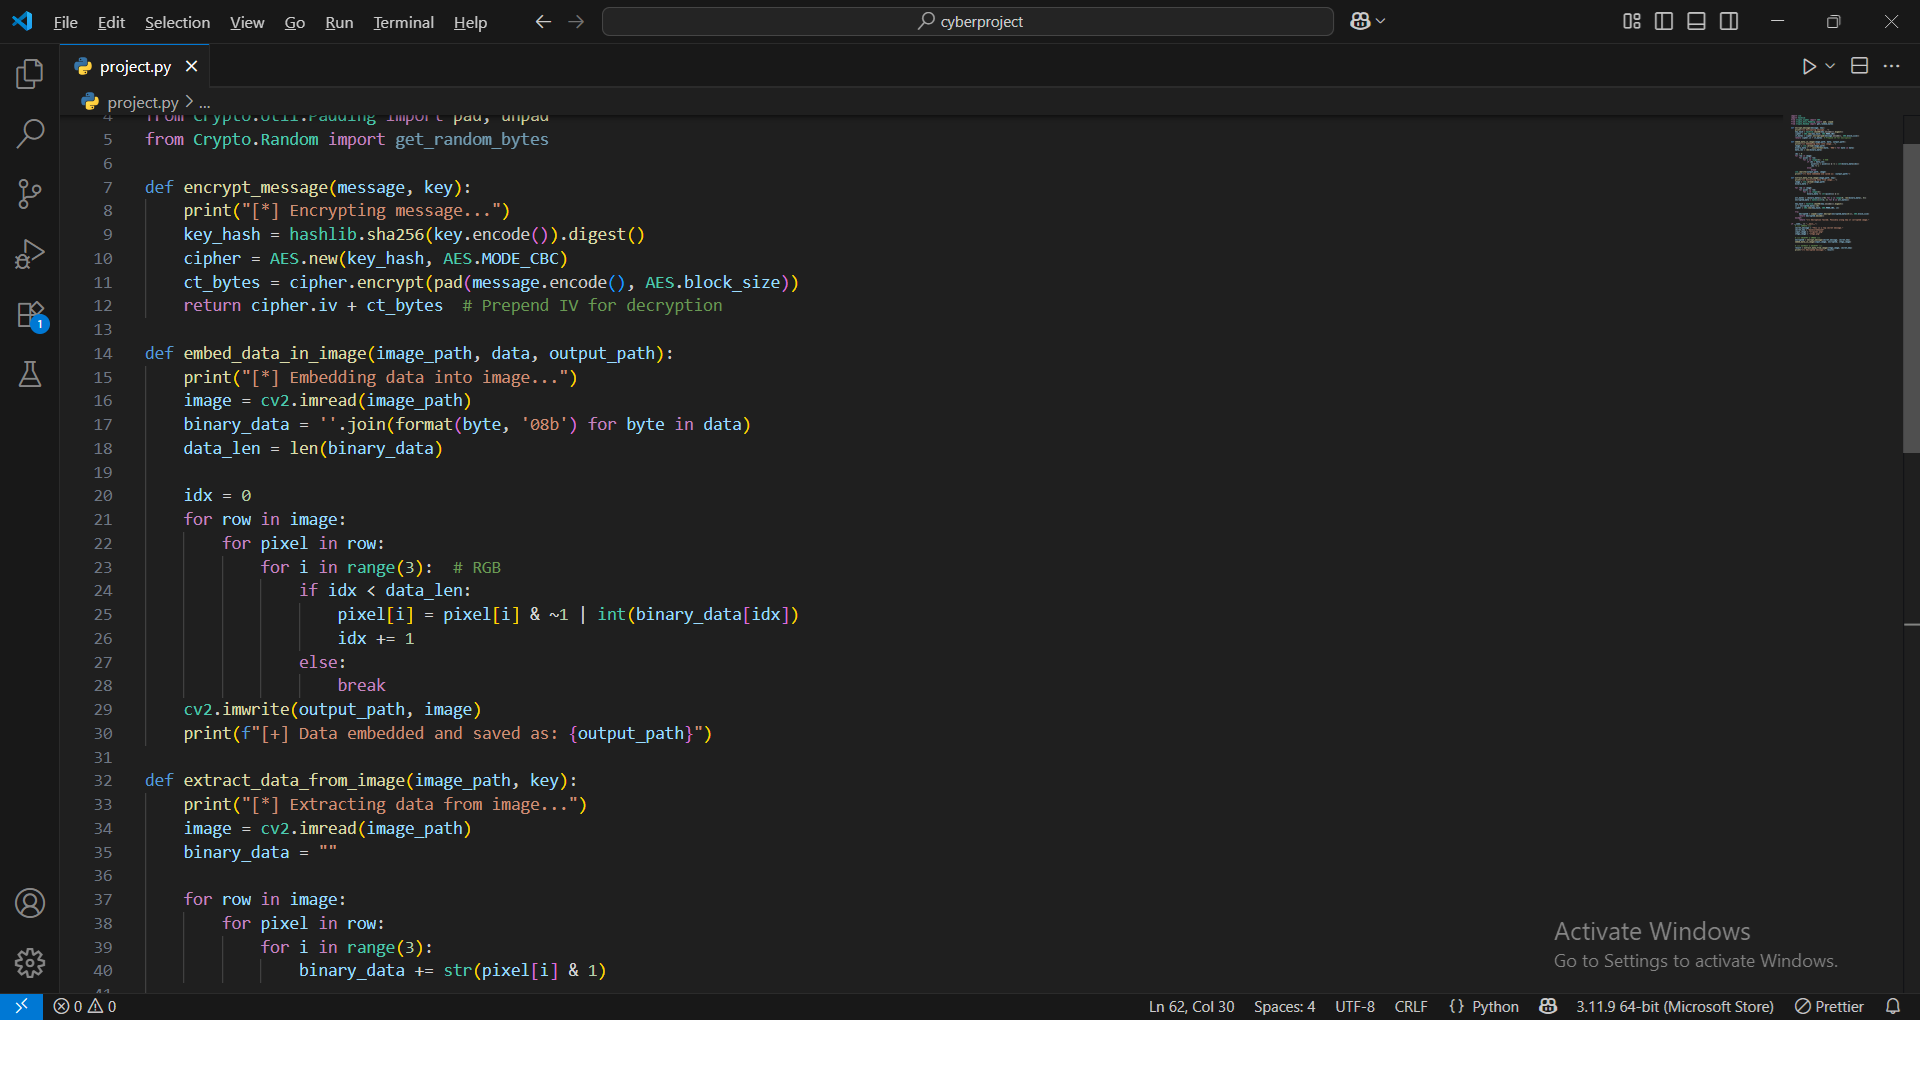 File Edit Selection View Go Run Terminal Help
cyberproject
project.py
project.py > ...
4 from Crypto.Util.Padding import pad, unpad
5 from Crypto.Random import get_random_bytes
6
7 def encrypt_message(message, key):
8 print("[*] Encrypting message...")
9 key_hash = hashlib.sha256(key.encode()).digest()
10 cipher = AES.new(key_hash, AES.MODE_CBC)
11 ct_bytes = cipher.encrypt(pad(message.encode(), AES.block_size))
12 return cipher.iv + ct_bytes # Prepend IV for decryption
13
14 def embed_data_in_image(image_path, data, output_path):
15 print("[*] Embedding data into image...")
16 image = cv2.imread(image_path)
17 binary_data = ''.join(format(byte, '08b') for byte in data)
18 data_len = len(binary_data)
19
20 idx = 0
21 for row in image:
22 for pixel in row:
23 for i in range(3): # RGB
24 if idx < data_len:
25 pixel[i] = pixel[i] & ~1 | int(binary_data[idx])
26 idx += 1
27 else:
28 break
29 cv2.imwrite(output_path, image)
30 print(f"[+] Data embedded and saved as: {output_path}")
31
32 def extract_data_from_image(image_path, key):
33 print("[*] Extracting data from image...")
34 image = cv2.imread(image_path)
35 binary_data = ""
36
37 for row in image:
38 for pixel in row:
39 for i in range(3):
40 binary_data += str(pixel[i] & 1)
41
1
Activate Windows
Go to Settings to activate Windows.
0 0 Ln 62, Col 30 Spaces: 4 UTF-8 CRLF {} Python 3.11.9 64-bit (Microsoft Store) Prettier